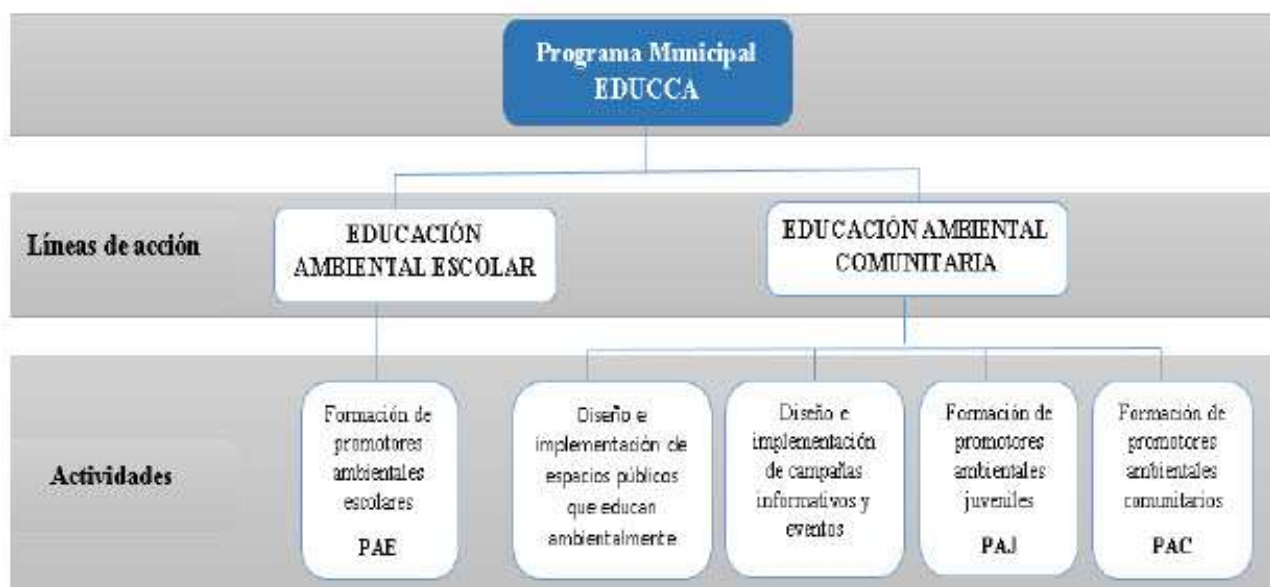 Programa Municipal
EDUCCA
Líneas de acción
EDUCACIÓN
AMBIENTAL ESCOLAR
EDUCACIÓN AMBIENTAL
COMUNITARIA
Actividades
Formación de
promotores
ambientales
escolares
PAE
Diseño e
implementación de
espacios públicos
que educan
ambientalmente
Diseño e
implementación
de campañas
informativos y
eventos
Formación de
promotores
ambientales
juveniles
PAJ
Formación de
promotores
ambientales
comunitarios
PAC